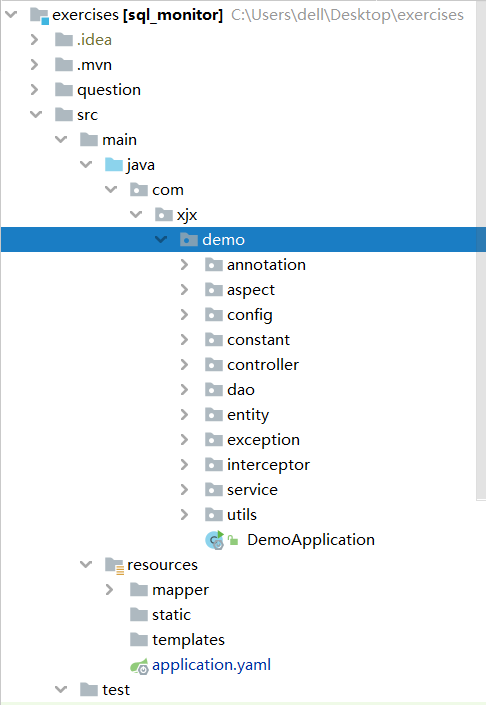 exercises [sql_monitor] C:\Users\dell\Desktop\exercises
.idea
.mvn
question
src
main
java
com
xjx
demo
annotation
aspect
config
constant
controller
dao
entity
exception
interceptor
service
utils
DemoApplication
resources
mapper
static
templates
application.yaml
test